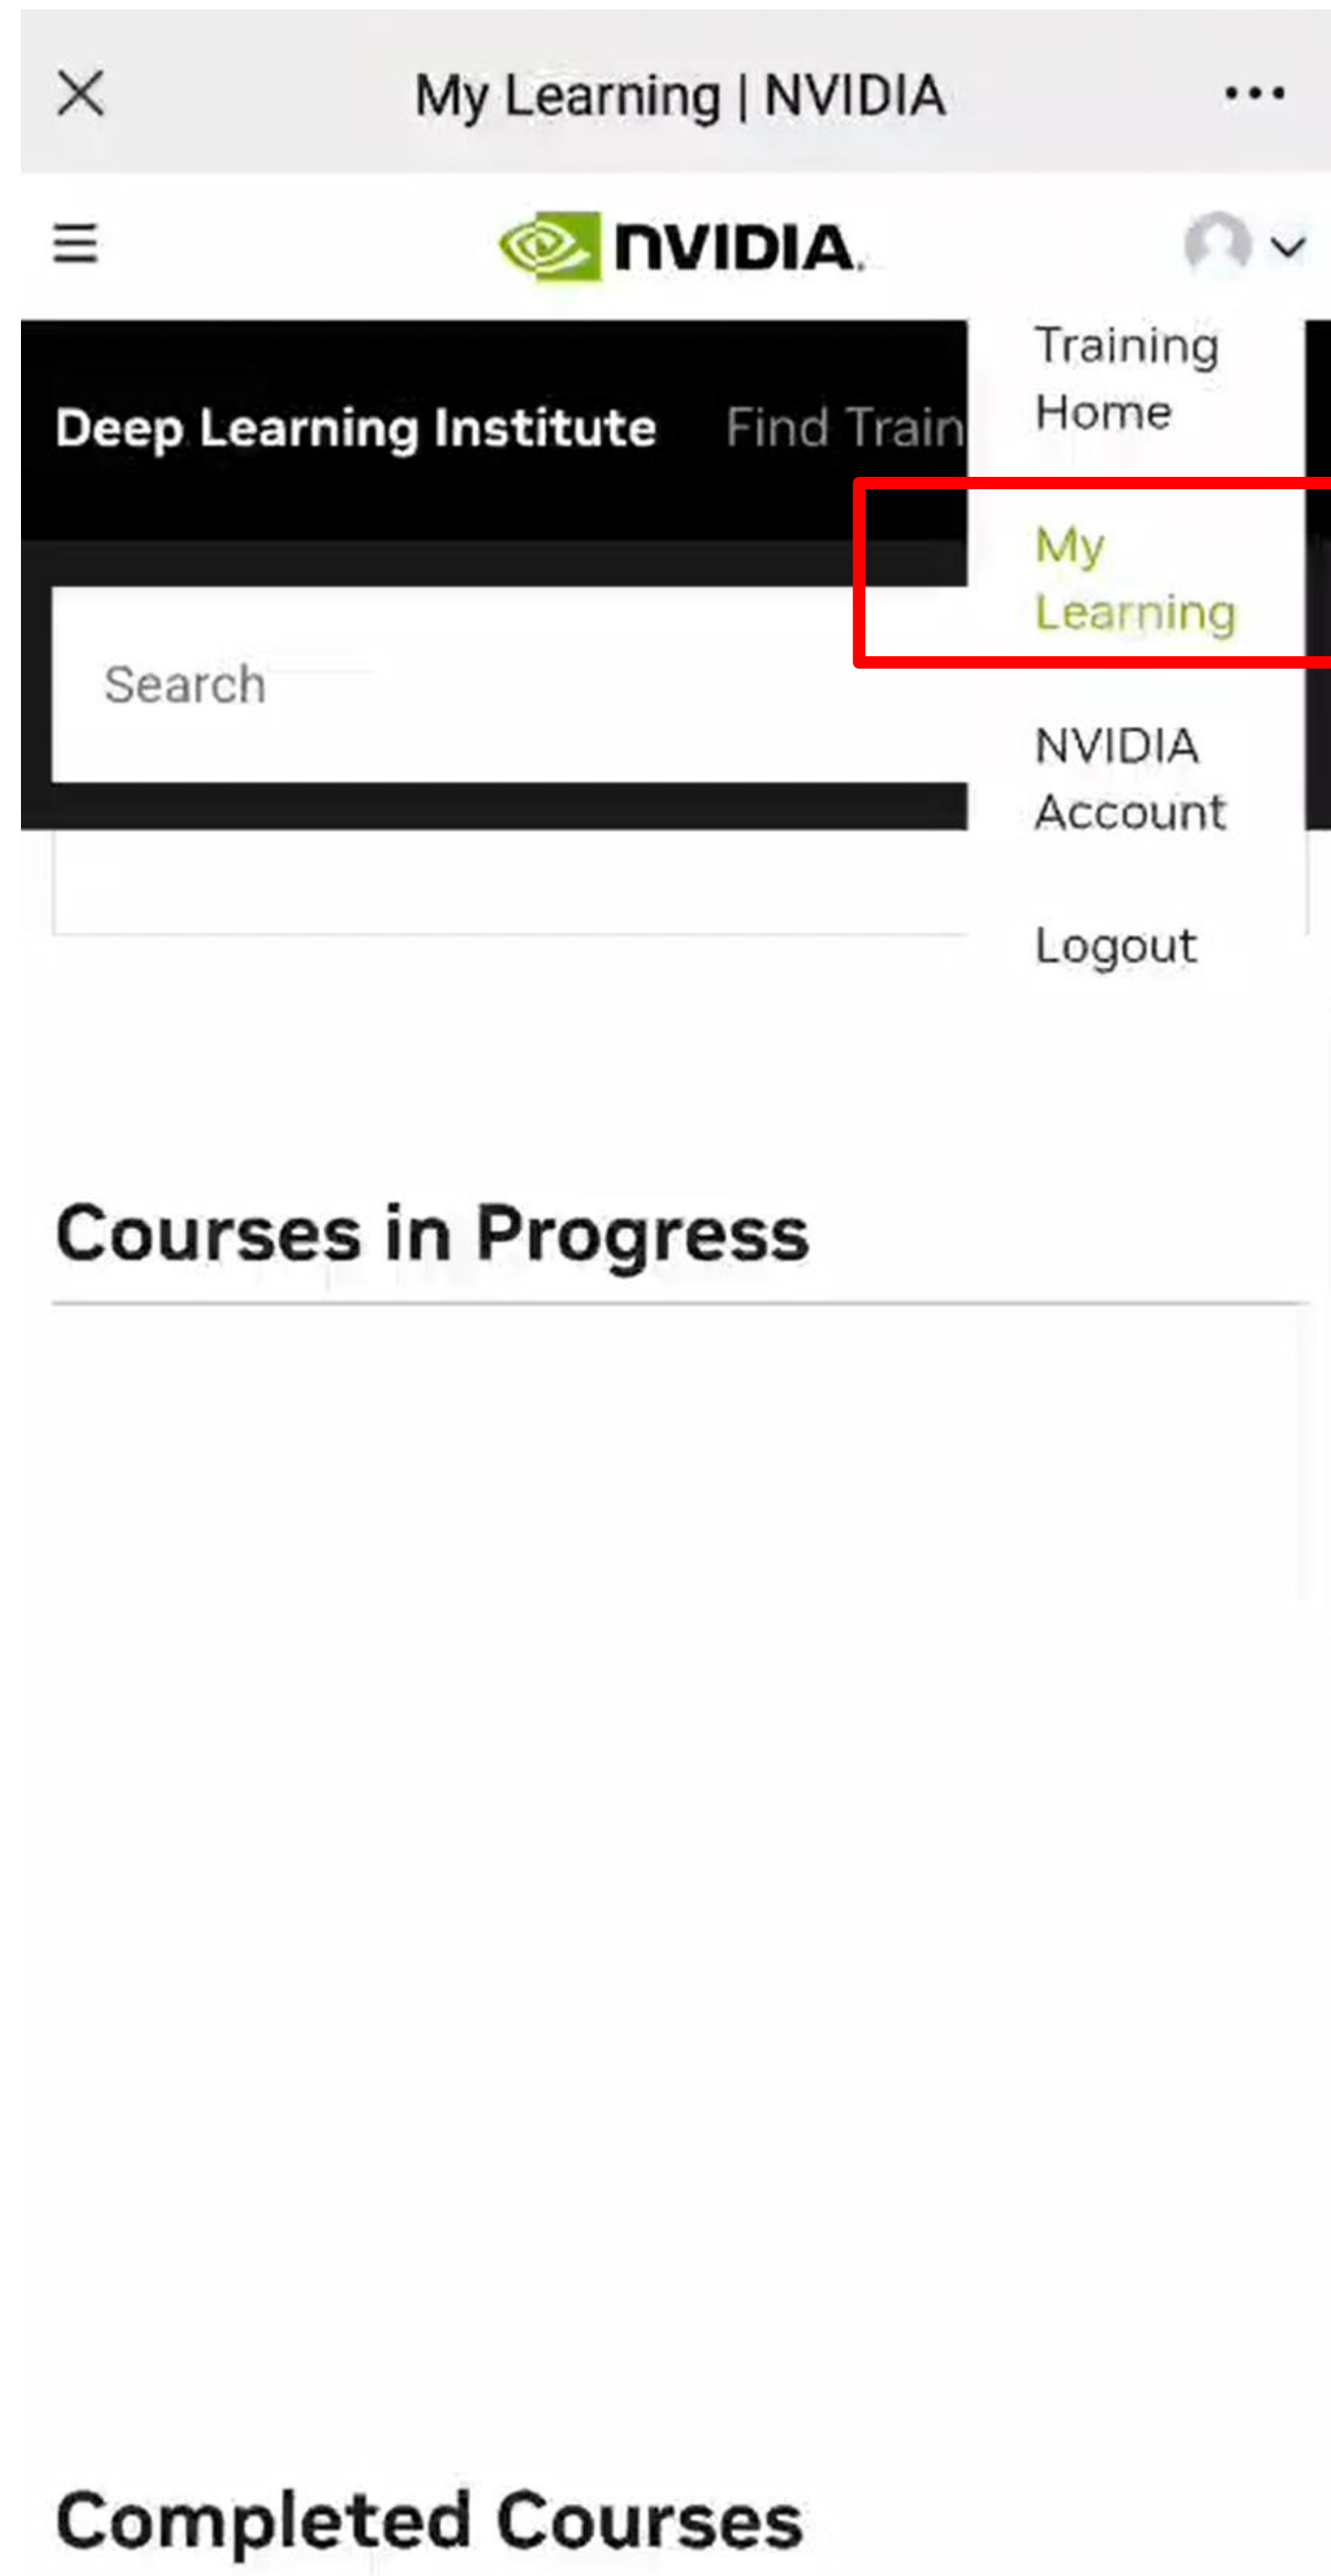 My Learning | NVIDIA
NVIDIA.
Deep Learning Institute Find Train
Search
Training
Home
My
Learning
NVIDIA
Account
Logout
Courses in Progress
Completed Courses